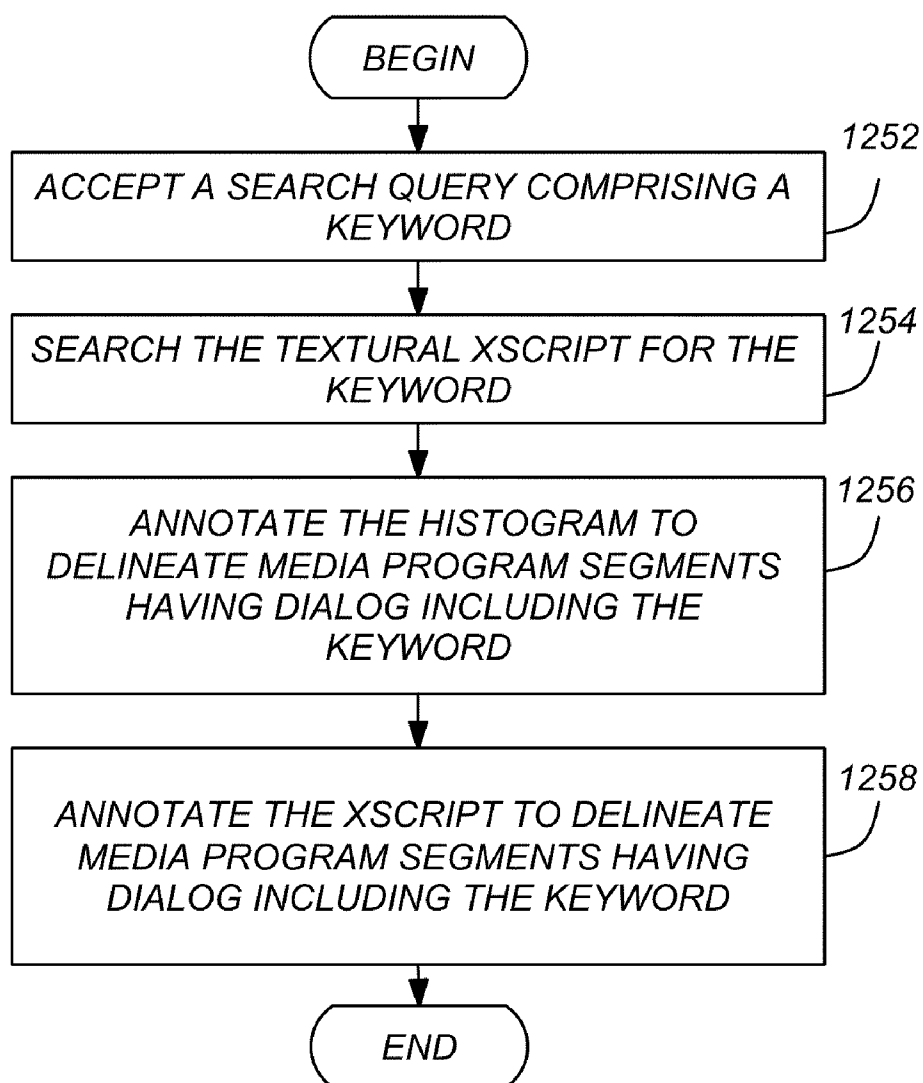 BEGIN
1252
ACCEPT A SEARCH QUERY COMPRISING A
KEYWORD
1254
SEARCH THE TEXTURAL XSCRIPT FOR THE
KEYWORD
1256
ANNOTATE THE HISTOGRAM TO
DELINEATE MEDIA PROGRAM SEGMENTS
HAVING DIALOG INCLUDING THE
KEYWORD
1258
ANNOTATE THE XSCRIPT TO DELINEATE
MEDIA PROGRAM SEGMENTS HAVING
DIALOG INCLUDING THE KEYWORD
END